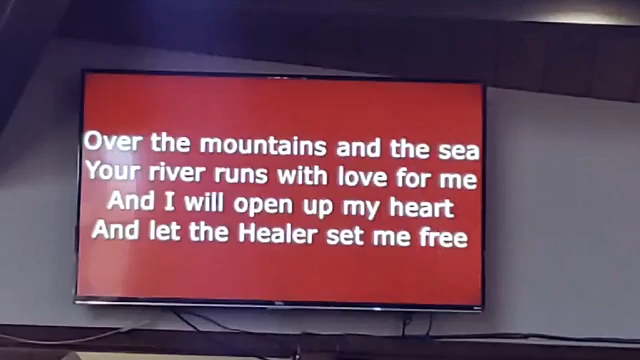 Over the mountains and the sea
Your river runs with love for me
And I will open up my heart
And let the Healer set me free